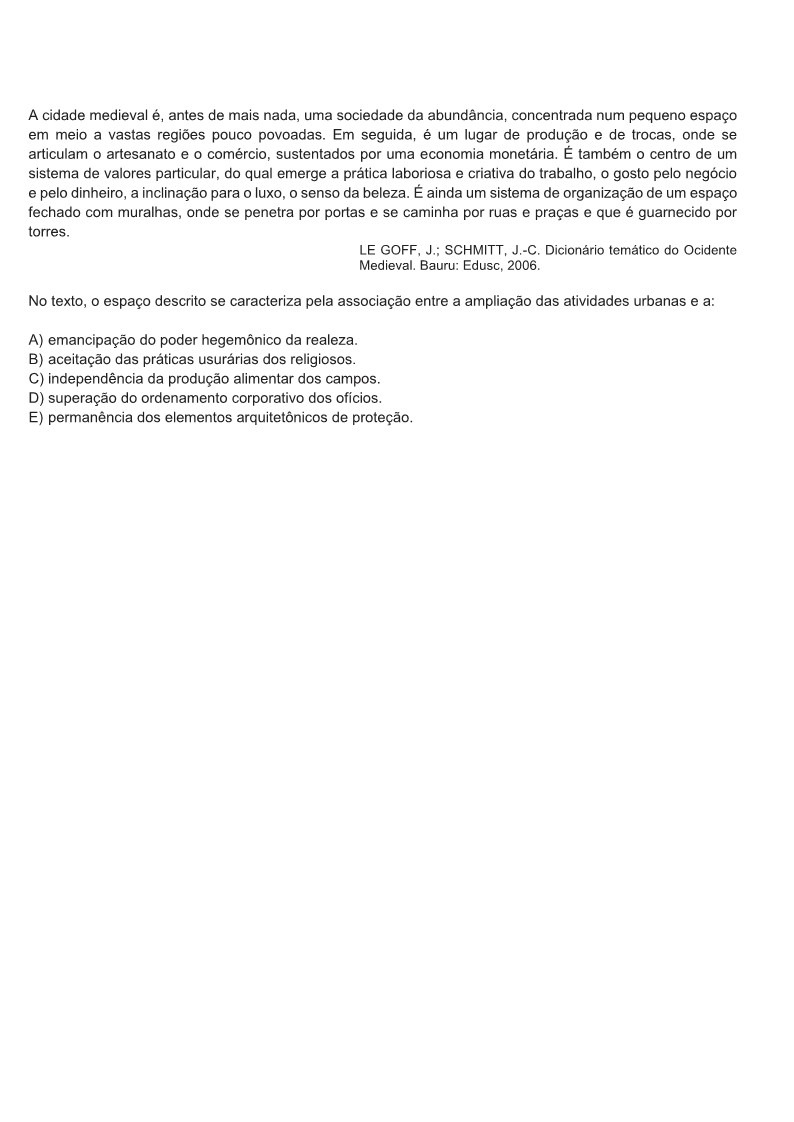 A cidade medieval é, antes de mais nada, uma sociedade da abundância, concentrada num pequeno espaço
em meio a vastas regiões pouco povoadas. Em seguida, é um lugar de produção e de trocas, onde se
articulam o artesanato e o comércio, sustentados por uma economia monetária. É também o centro de um
sistema de valores particular, do qual emerge a prática laboriosa e criativa do trabalho, o gosto pelo negócio
e pelo dinheiro, a inclinação para o luxo, o senso da beleza. É ainda um sistema de organização de um espaço
fechado com muralhas, onde se penetra por portas e se caminha por ruas e praças e que é guarnecido por
torres.
LE GOFF, J.; SCHMITT, J.-C. Dicionário temático do Ocidente
Medieval. Bauru: Edusc, 2006.
No texto, o espaço descrito se caracteriza pela associação entre a ampliação das atividades urbanas e a:
A) emancipação do poder hegemônico da realeza.
B) aceitação das práticas usurárias dos religiosos.
C) independência da produção alimentar dos campos.
D) superação do ordenamento corporativo dos ofícios.
E) permanência dos elementos arquitetônicos de proteção.